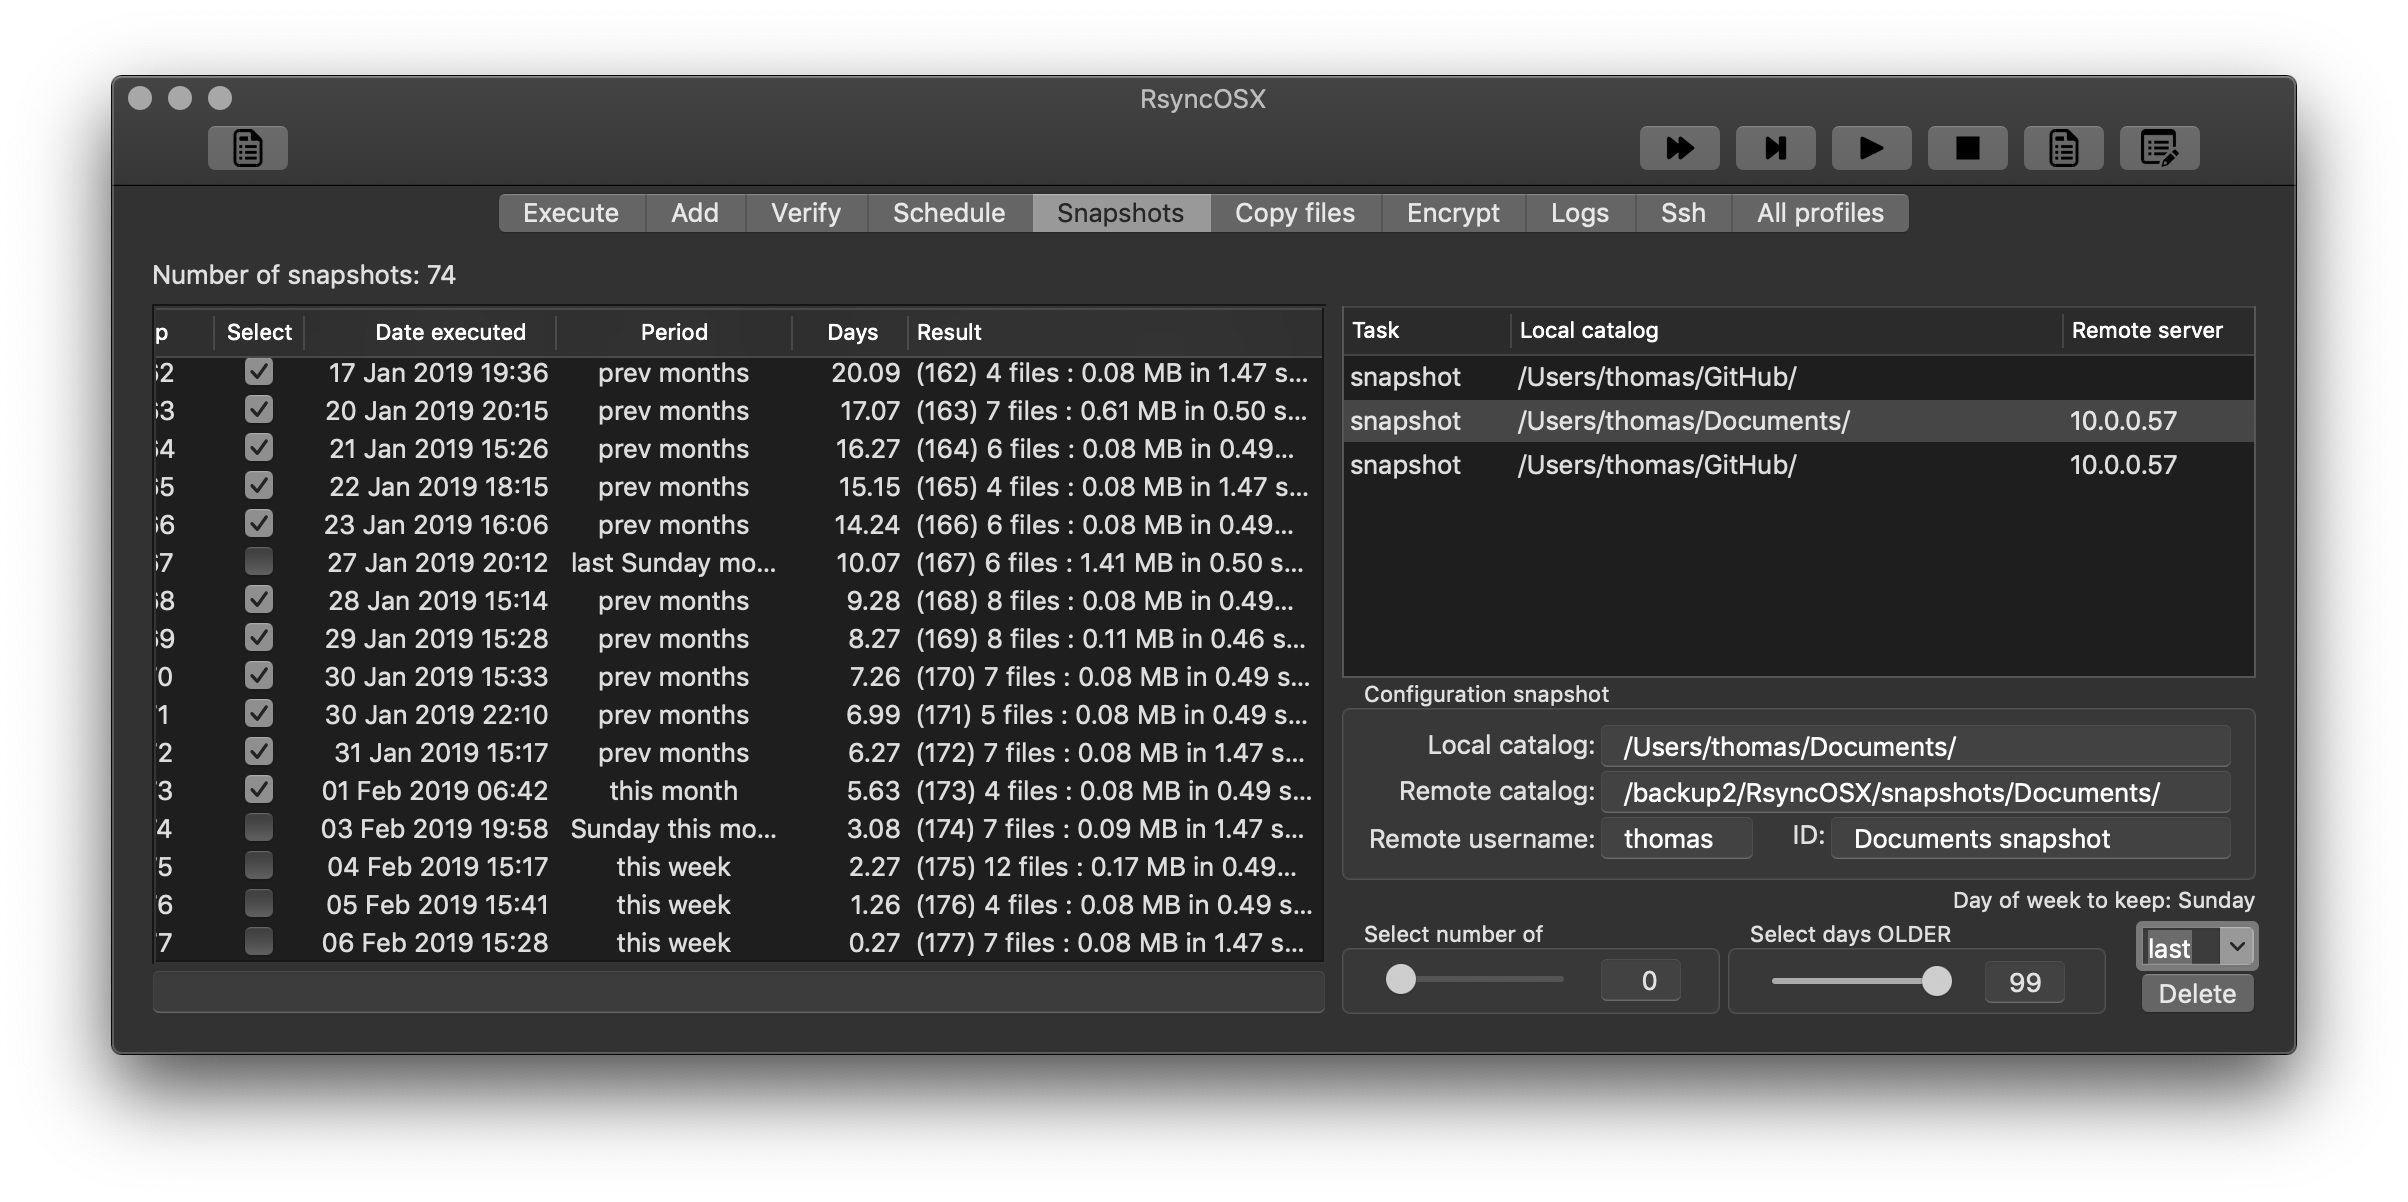 RsyncOSX
Execute Add Verify Schedule Snapshots Copy files Encrypt Logs Ssh All profiles
Number of snapshots: 74
p Select Date executed Period Days Result
2 17 Jan 2019 19:36 prev months 20.09 (162) 4 files : 0.08 MB in 1.47 s...
3 20 Jan 2019 20:15 prev months 17.07 (163) 7 files : 0.61 MB in 0.50 s...
4 21 Jan 2019 15:26 prev months 16.27 (164) 6 files : 0.08 MB in 0.49...
5 22 Jan 2019 18:15 prev months 15.15 (165) 4 files : 0.08 MB in 1.47 s...
6 23 Jan 2019 16:06 prev months 14.24 (166) 6 files : 0.08 MB in 0.49...
7 27 Jan 2019 20:12 last Sunday mo... 10.07 (167) 6 files : 1.41 MB in 0.50 s...
8 28 Jan 2019 15:14 prev months 9.28 (168) 8 files : 0.08 MB in 0.49...
9 29 Jan 2019 15:28 prev months 8.27 (169) 8 files : 0.11 MB in 0.46 s...
0 30 Jan 2019 15:33 prev months 7.26 (170) 7 files : 0.08 MB in 0.49 s...
1 30 Jan 2019 22:10 prev months 6.99 (171) 5 files : 0.08 MB in 0.49 s...
2 31 Jan 2019 15:17 prev months 6.27 (172) 7 files : 0.08 MB in 1.47 s...
3 01 Feb 2019 06:42 this month 5.63 (173) 4 files : 0.08 MB in 0.49 s...
4 03 Feb 2019 19:58 Sunday this mo... 3.08 (174) 7 files : 0.09 MB in 1.47 s...
5 04 Feb 2019 15:17 this week 2.27 (175) 12 files : 0.17 MB in 0.49...
6 05 Feb 2019 15:41 this week 1.26 (176) 4 files : 0.08 MB in 0.49 s...
7 06 Feb 2019 15:28 this week 0.27 (177) 7 files : 0.08 MB in 1.47 s...
Task Local catalog Remote server
snapshot /Users/thomas/GitHub/
snapshot /Users/thomas/Documents/ 10.0.0.57
snapshot /Users/thomas/GitHub/ 10.0.0.57
Configuration snapshot
Local catalog: /Users/thomas/Documents/
Remote catalog: /backup2/RsyncOSX/snapshots/Documents/
Remote username: thomas ID: Documents snapshot
Day of week to keep: Sunday
Select number of Select days OLDER last
0 99 Delete